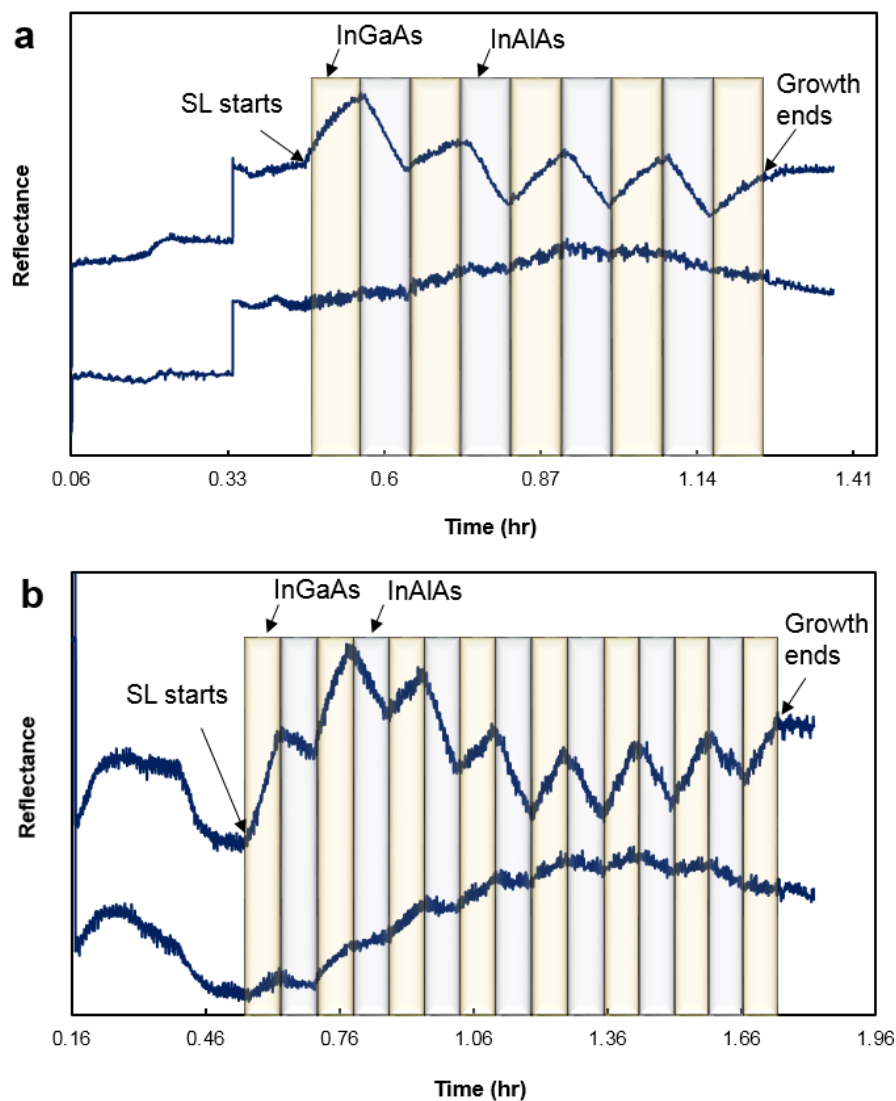 a
InGaAs
InAlAs
SL starts
Growth
ends
Reflectance
0.06
0.33
0.6
0.87
1.14
1.41
Time (hr)
b
InGaAs
InAlAs
Growth
ends
SL starts
Reflectance
0.16
0.46
0.76
1.06
1.36
1.66
1.96
Time (hr)